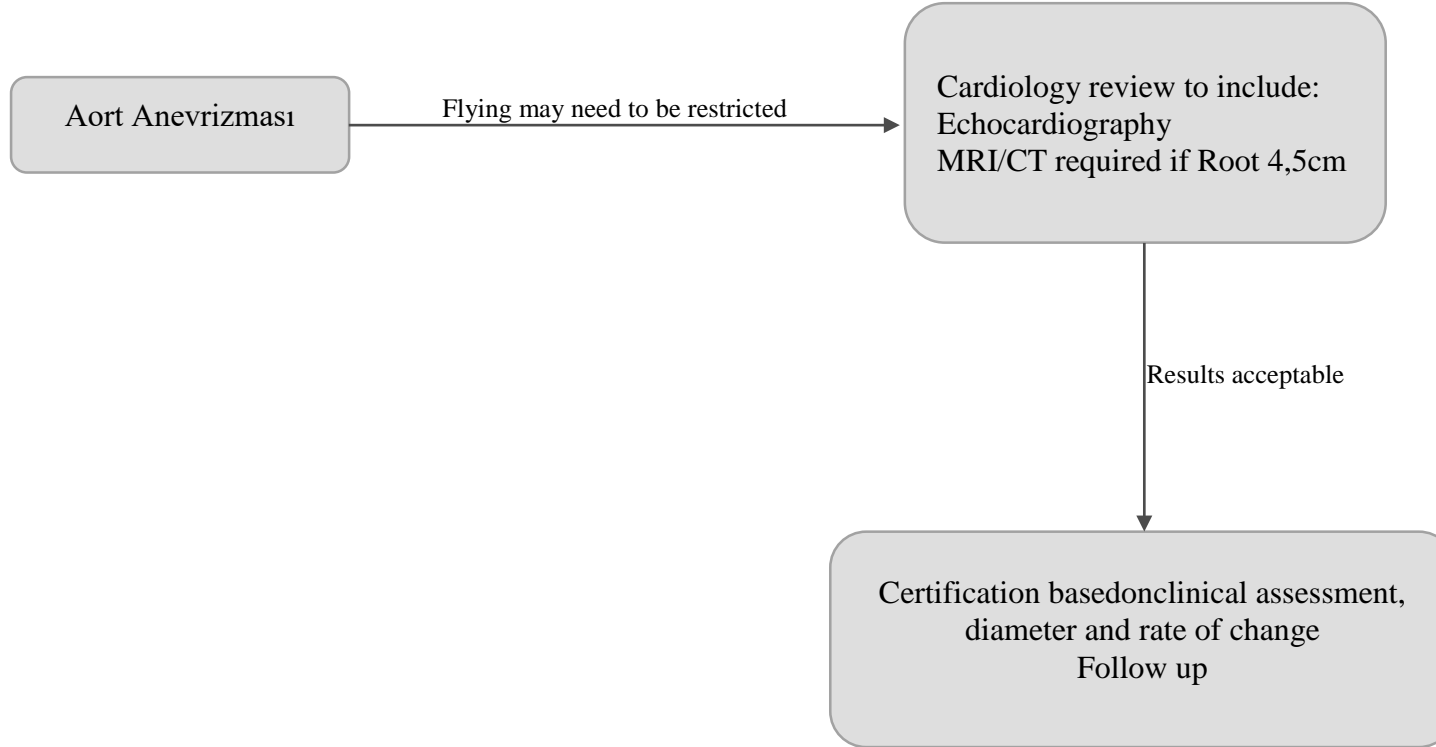 Aort Anevrizması
Flying may need to be restricted
Cardiology review to include:
Echocardiography
MRI/CT required if Root 4,5cm
Results acceptable
Certification basedonclinical assessment,
diameter and rate of change
Follow up